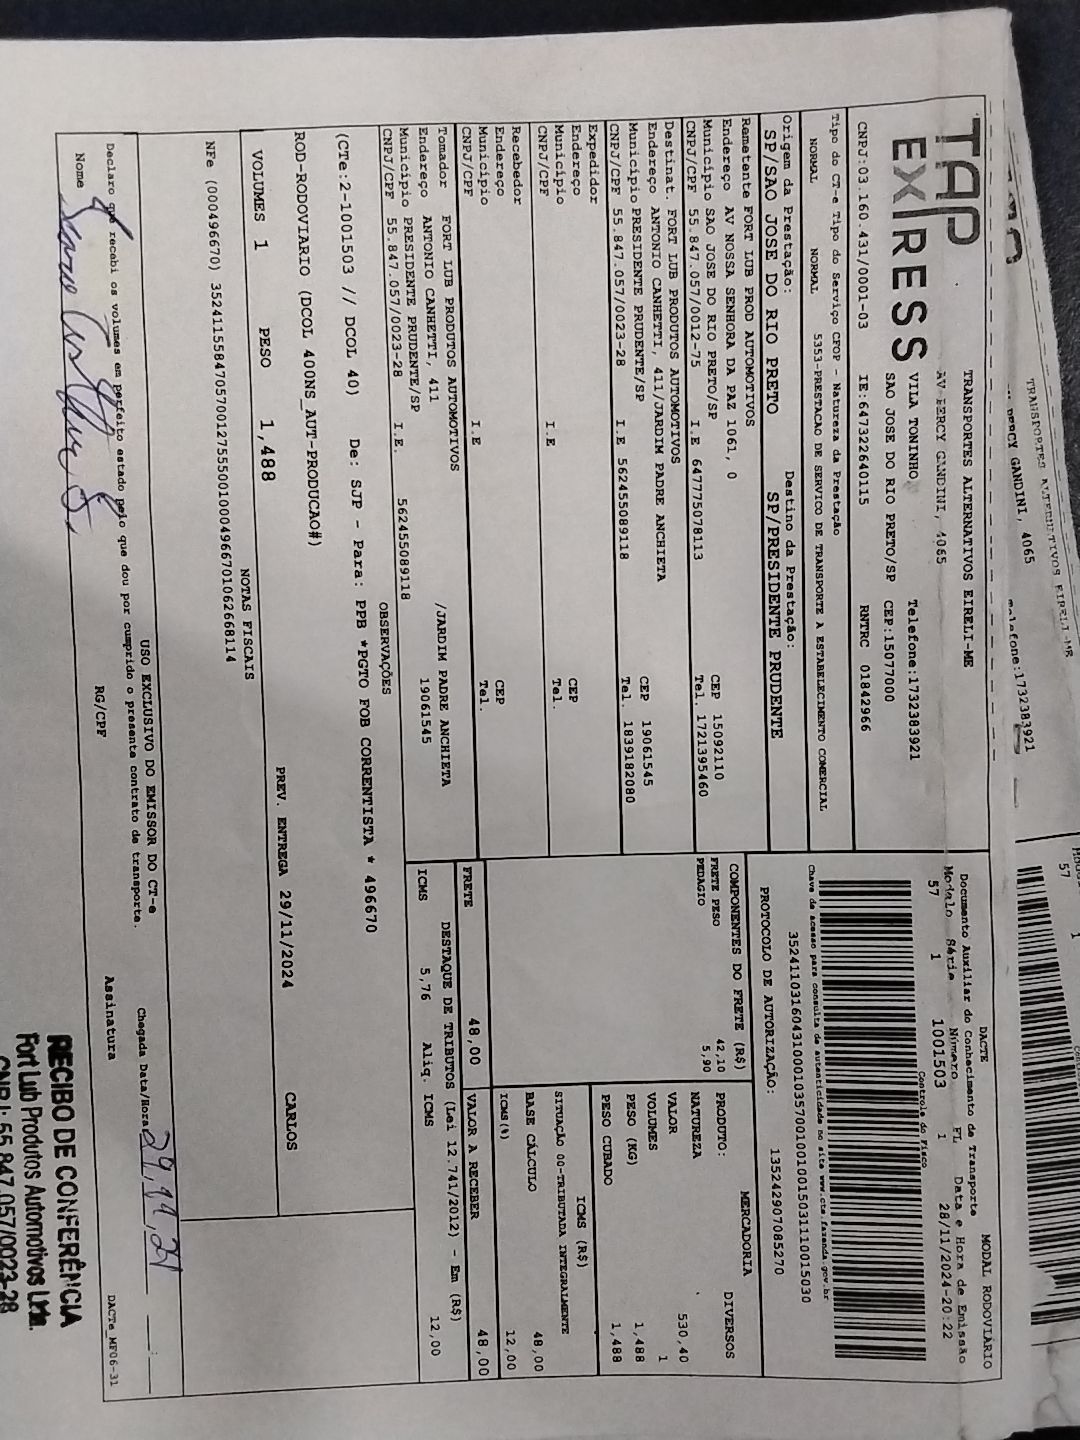 TRANSPORTES ALTERNATIVOS EIRELI-ME
PERCY GANDINI, 4065
Telefone:1732383921
57 1
TAP
EXPRESS
TRANSPORTES ALTERNATIVOS EIRELI-ME
AV PERCY GANDINI, 4065
VILA TONINHO Telefone:1732383921
SAO JOSE DO RIO PRETO/SP CEP:15077000
CNPJ:03.160.431/0001-03 IE:647322640115 RNTRC 01842966
DACTE MODAL RODOVIÁRIO
Documento Auxiliar do Conhecimento de Transporte
Modelo Série Número FL Data e Hora de Emissão
57 1 1001503 1 28/11/2024-20:22
Controle do Fisco
Chave de acesso para consulta de autenticidade no site www.cte.fazenda.gov.br
PROTOCOLO DE AUTORIZAÇÃO: 135242907085270
Tipo do CT-e Tipo do Serviço CFOP - Natureza da Prestação
NORMAL NORMAL 5353-PRESTACAO DE SERVICO DE TRANSPORTE A ESTABELECIMENTO COMERCIAL
Origem da Prestação: Destino da Prestação:
SP/SAO JOSE DO RIO PRETO SP/PRESIDENTE PRUDENTE
Remetente FORT LUB PROD AUTOMOTIVOS
Endereço AV NOSSA SENHORA DA PAZ 1061, 0
Município SAO JOSE DO RIO PRETO/SP CEP 15092110
CNPJ/CPF 55.847.057/0012-75 I.E 647775078113 Tel. 1721395460
Destinat. FORT LUB PRODUTOS AUTOMOTIVOS
Endereço ANTONIO CANHETTI, 411/JARDIM PADRE ANCHIETA
Município PRESIDENTE PRUDENTE/SP CEP 19061545
CNPJ/CPF 55.847.057/0023-28 I.E 562455089118 Tel. 1839182080
Expedidor
Endereço
Município CEP
CNPJ/CPF I.E Tel.
Recebedor
Endereço
Município CEP
CNPJ/CPF I.E Tel.
Tomador FORT LUB PRODUTOS AUTOMOTIVOS
Endereço ANTONIO CANHETTI, 411 /JARDIM PADRE ANCHIETA
Município PRESIDENTE PRUDENTE/SP 19061545
CNPJ/CPF 55.847.057/0023-28 I.E. 562455089118
COMPONENTES DO FRETE (R$)
FRETE PESO 42,10
PEDAGIO 5,90
MERCADORIA
PRODUTO: DIVERSOS
NATUREZA
VALOR 530,40
VOLUMES 1
PESO (KG) 1,488
PESO CUBADO 1,488
ICMS (R$)
SITUAÇÃO 00-TRIBUTADA INTEGRALMENTE
BASE CÁLCULO 48,00
ICMS(%) 12,00
FRETE 48,00 VALOR A RECEBER 48,00
DESTAQUE DE TRIBUTOS (Lei 12.741/2012) - Em (R$)
ICMS 5,76 Aliq. ICMS 12,00
OBSERVAÇÕES
(CTe:2-1001503 // DCOL 40) De: SJP - Para: PPB *PGTO FOB CORRENTISTA * 496670
ROD-RODOVIARIO (DCOL 400NS_AUT-PRODUCAO#)
VOLUMES 1 PESO 1,488 PREV. ENTREGA 29/11/2024 CARLOS
NOTAS FISCAIS
USO EXCLUSIVO DO EMISSOR DO CT-e
Declaro que recebi os volumes em perfeito estado pelo que dou por cumprido o presente contrato de transporte.
Chegada Data/Hora 29,11,24 __:__
Nome RG/CPF Assinatura DACTe_MF06-31
RECIBO DE CONFERÊNCIA
Fort Lub Produtos Automotivos Ltda.
CNPJ: 55.847.057/0023-28